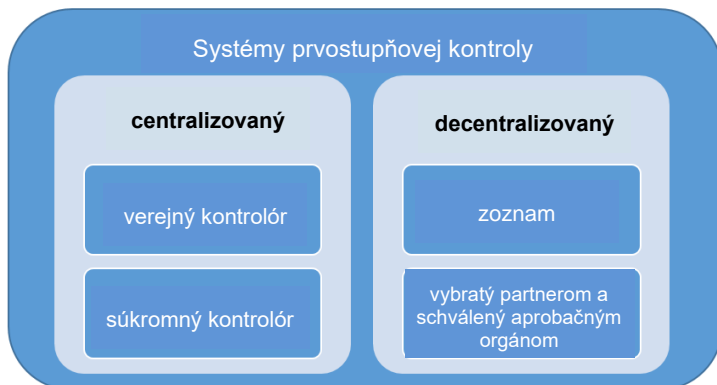 Systémy prvostupňovej kontroly
centralizovaný
verejný kontrolór
súkromný kontrolór
decentralizovaný
zoznam
vybratý partnerom a
schválený aprobačným
orgánom